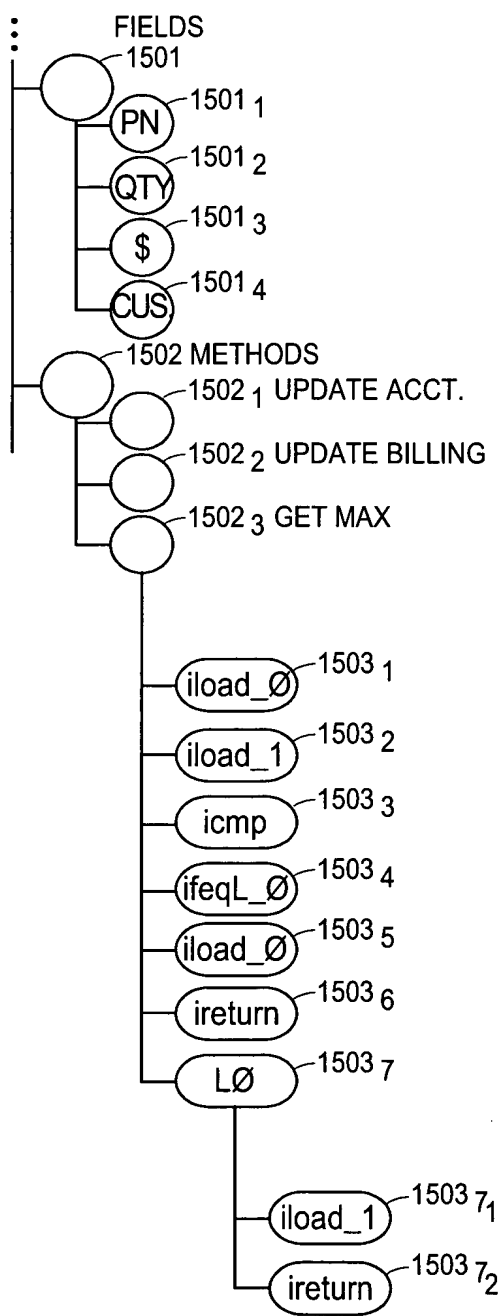 FIELDS
1501
PN 1501 1
QTY 1501 2
$ 1501 3
CUS. 1501 4
1502 METHODS
1502 1 UPDATE ACCT.
1502 2 UPDATE BILLING
1502 3 GET MAX
iload_Ø 1503 1
iload_1 1503 2
icmp 1503 3
ifeqL_Ø 1503 4
iload_Ø 1503 5
ireturn 1503 6
LØ 1503 7
iload_1 1503 71
ireturn 1503 72